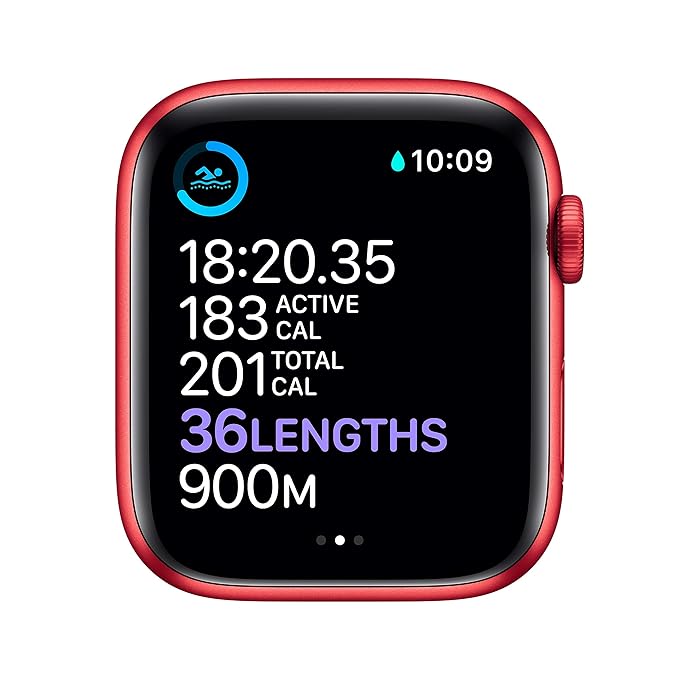 10:09
18:20.35
183 ACTIVE CAL
201 TOTAL CAL
36LENGTHS
900M